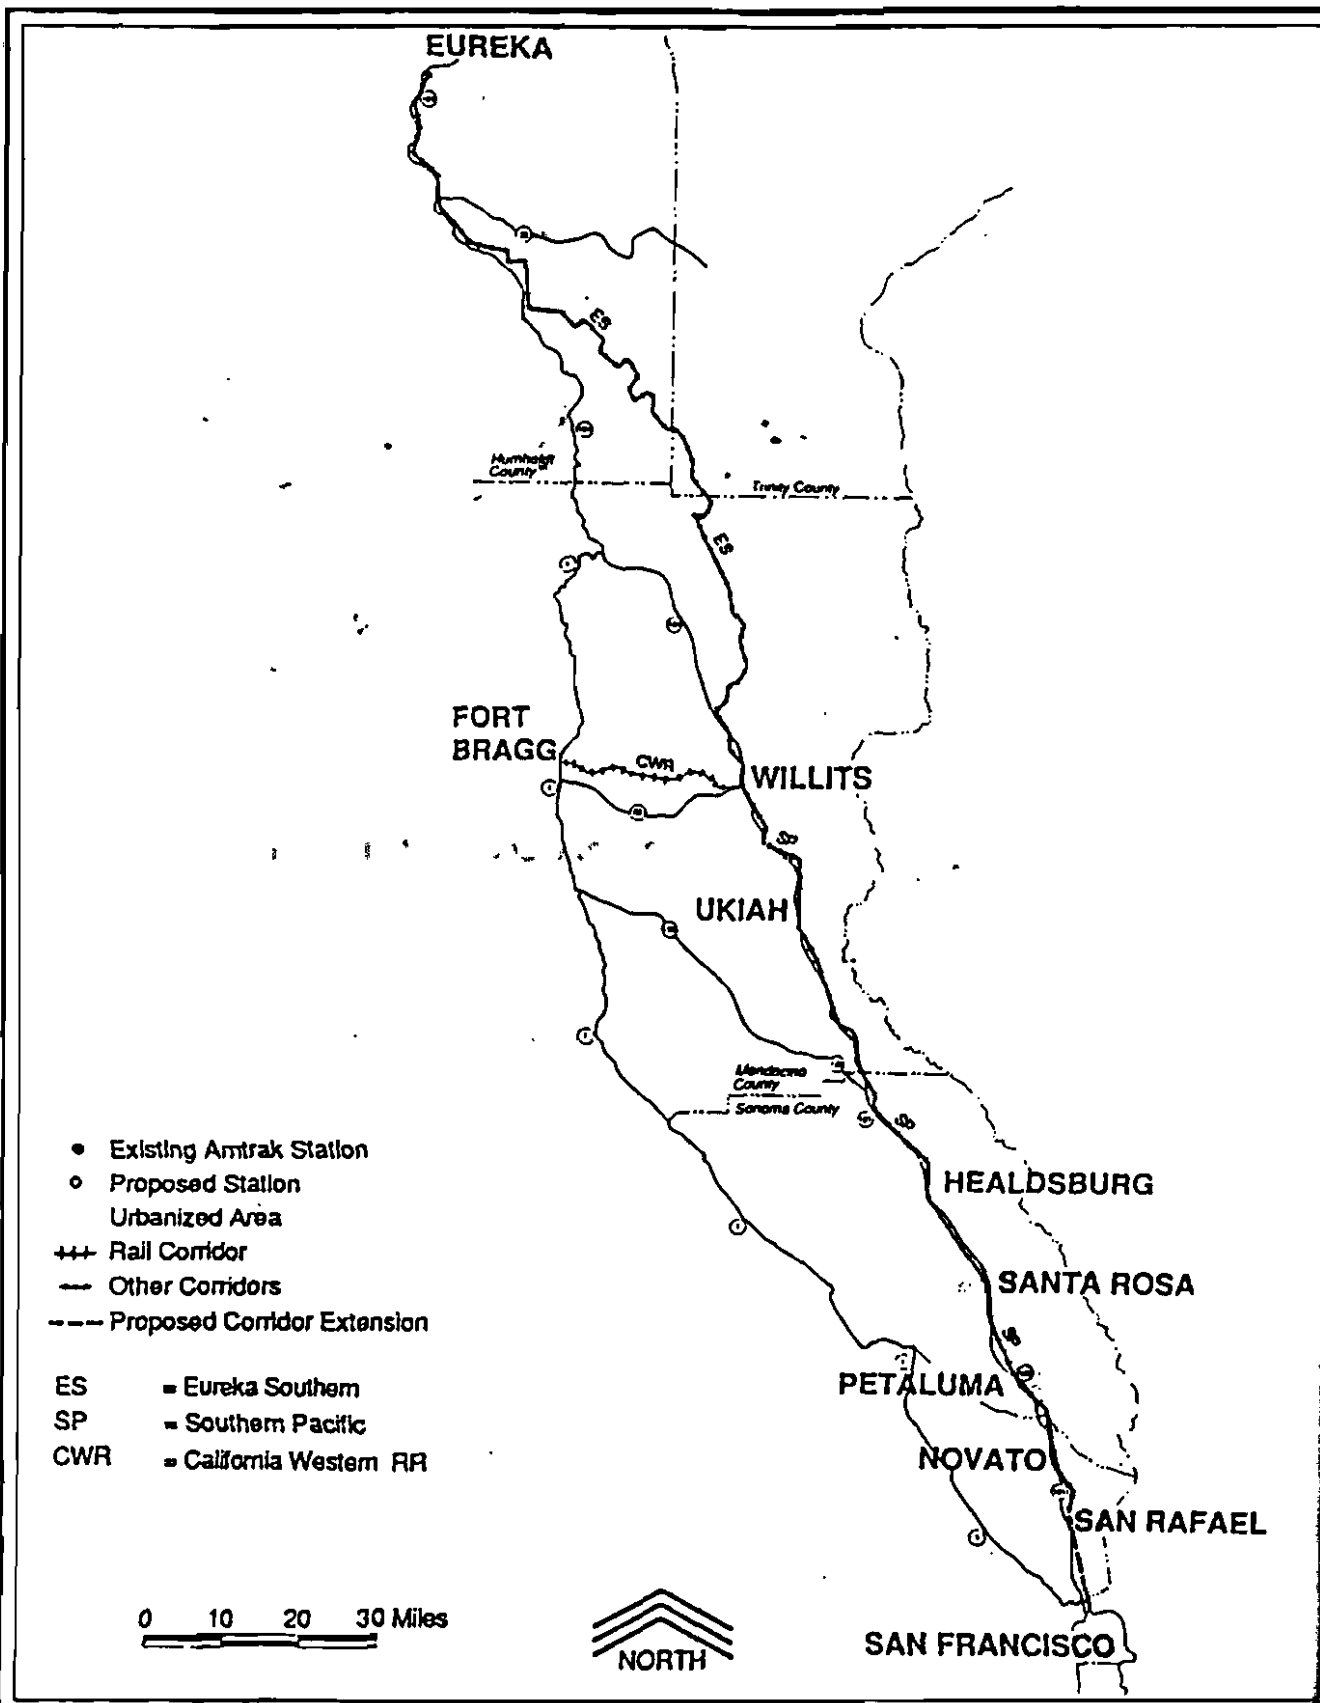 EUREKA
ES
Humboldt
County
Trinity County
ES
FORT
BRAGG
CWR
WILLITS
SP
UKIAH
Mendocino
County
Sonoma County
SP
HEALDSBURG
SANTA ROSA
SP
PETALUMA
NOVATO
SAN RAFAEL
SAN FRANCISCO
Existing Amtrak Station
Proposed Station
Urbanized Area
Rail Corridor
Other Corridors
Proposed Corridor Extension
ES = Eureka Southern
SP = Southern Pacific
CWR = California Western RR
0 10 20 30 Miles
NORTH